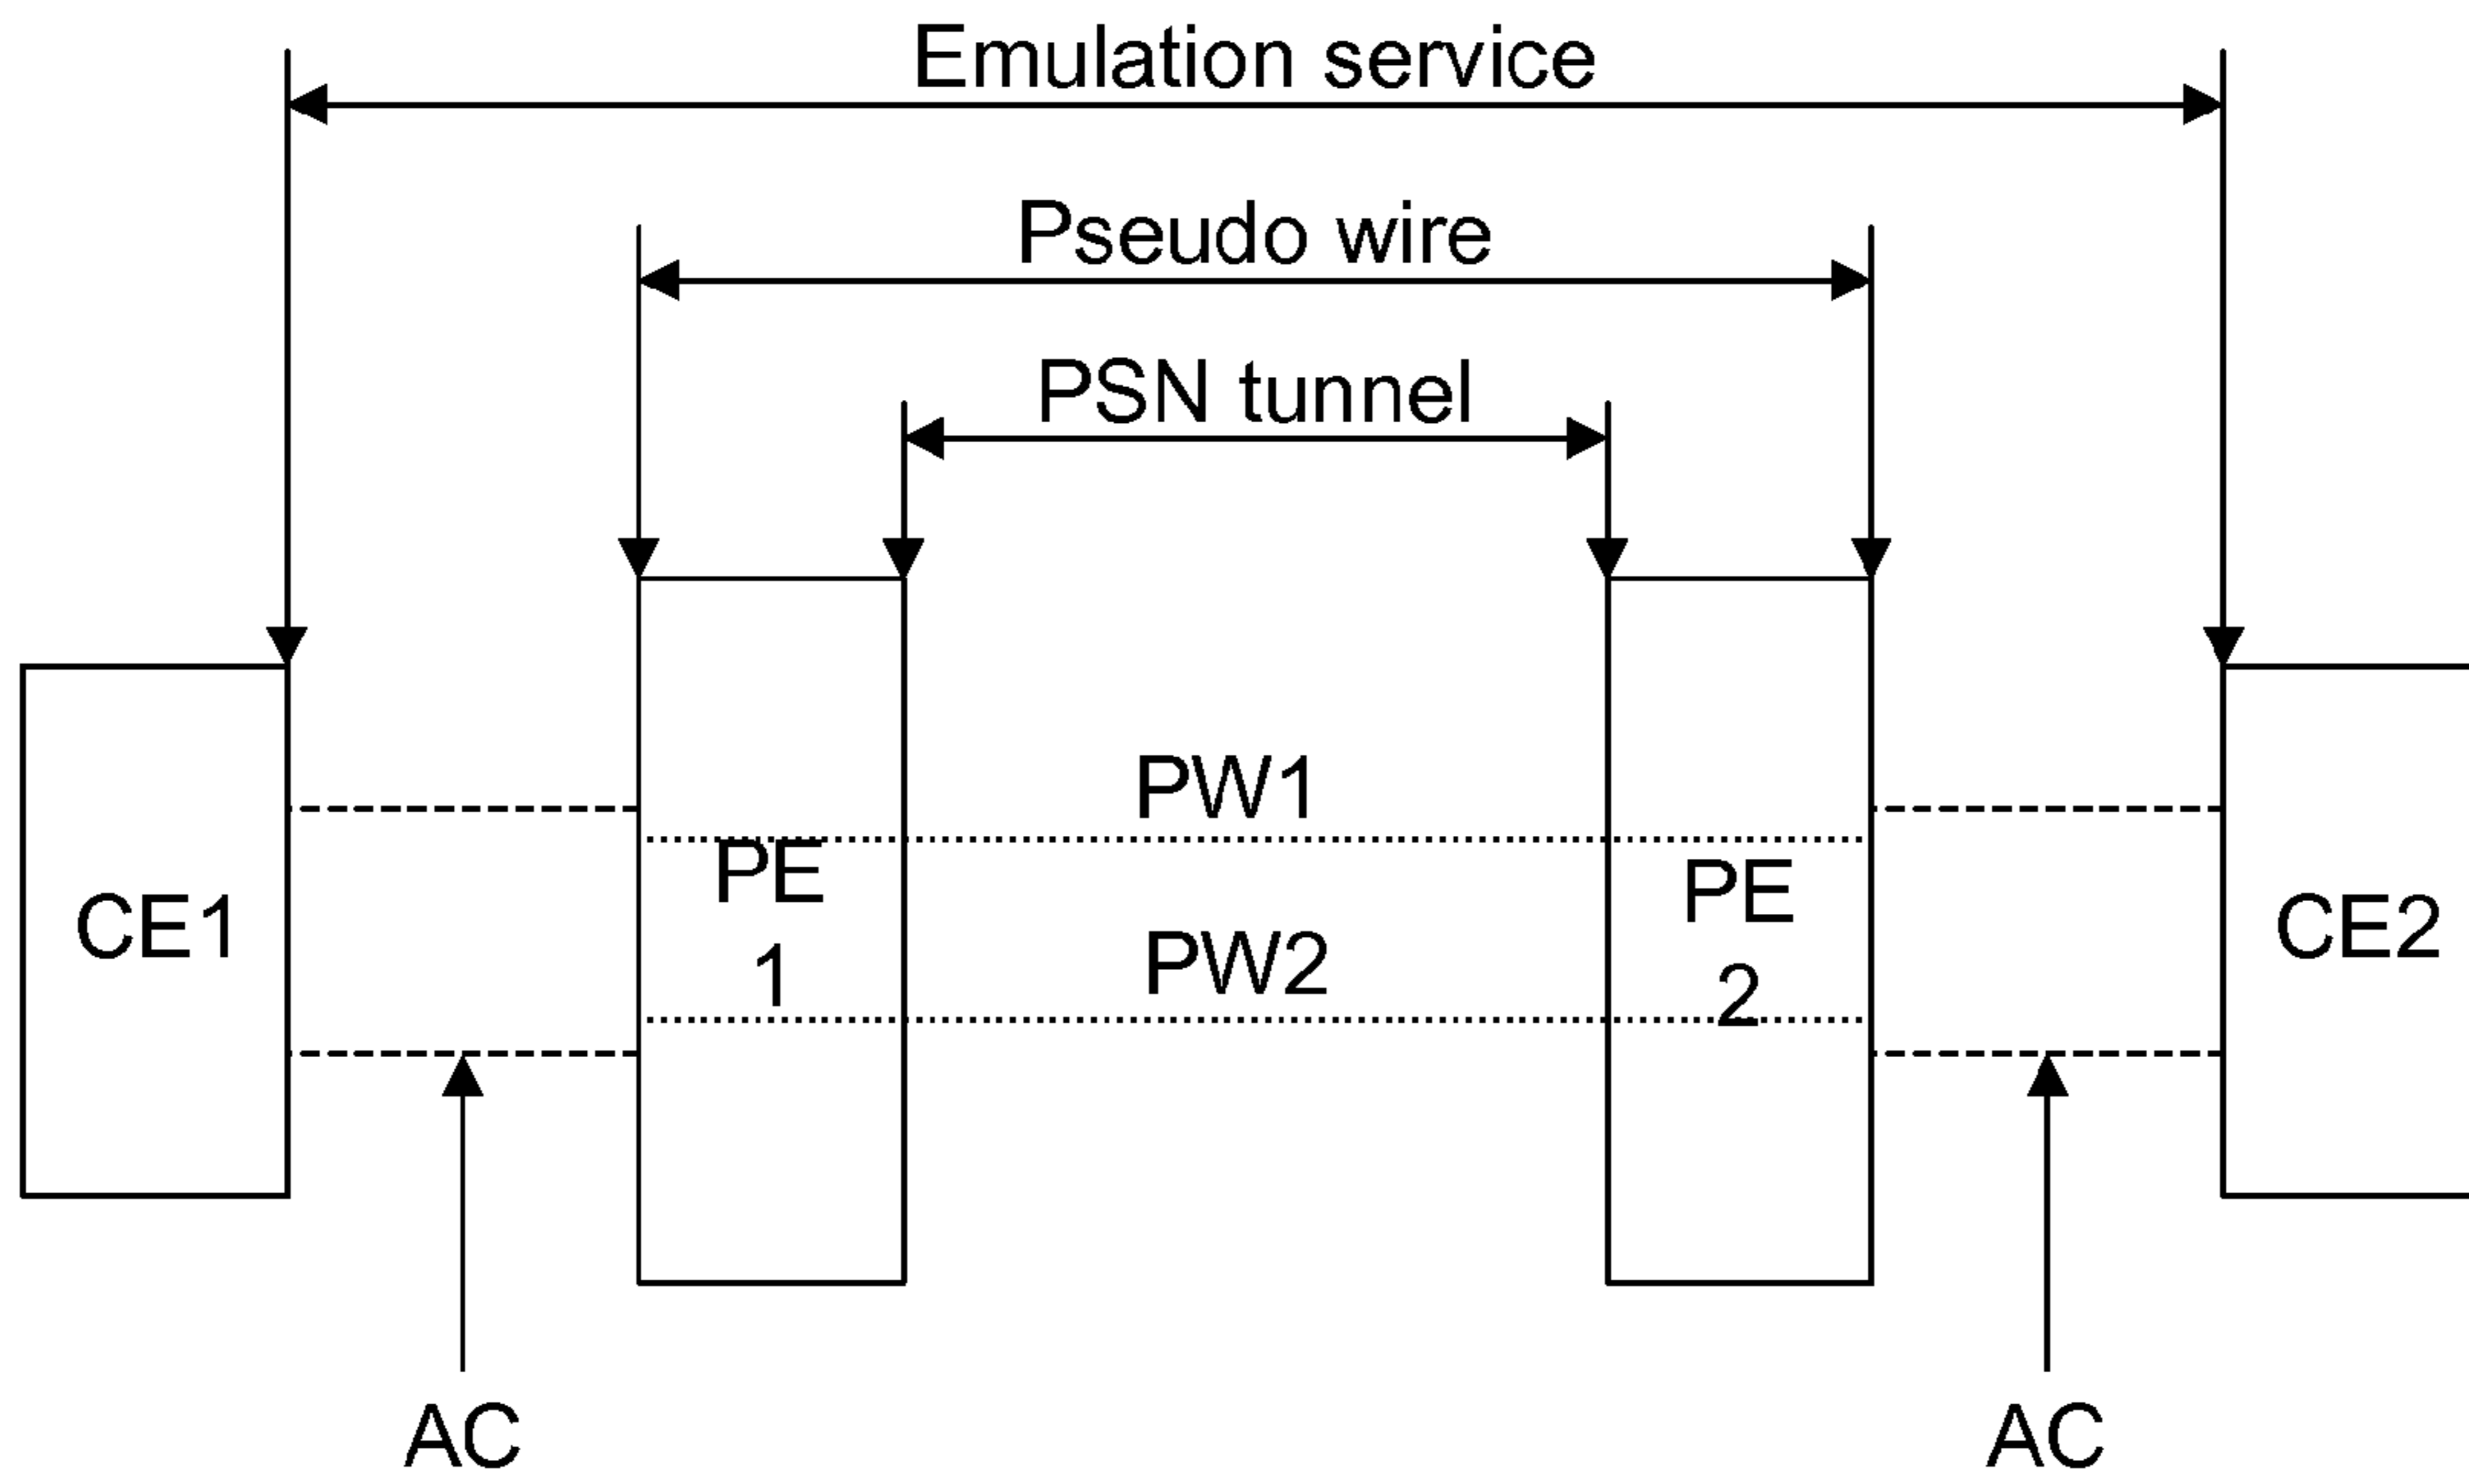 Emulation service
Pseudo wire
PSN tunnel
PW1
CE1
PE
1
PW2
PE
2
CE2
AC
AC